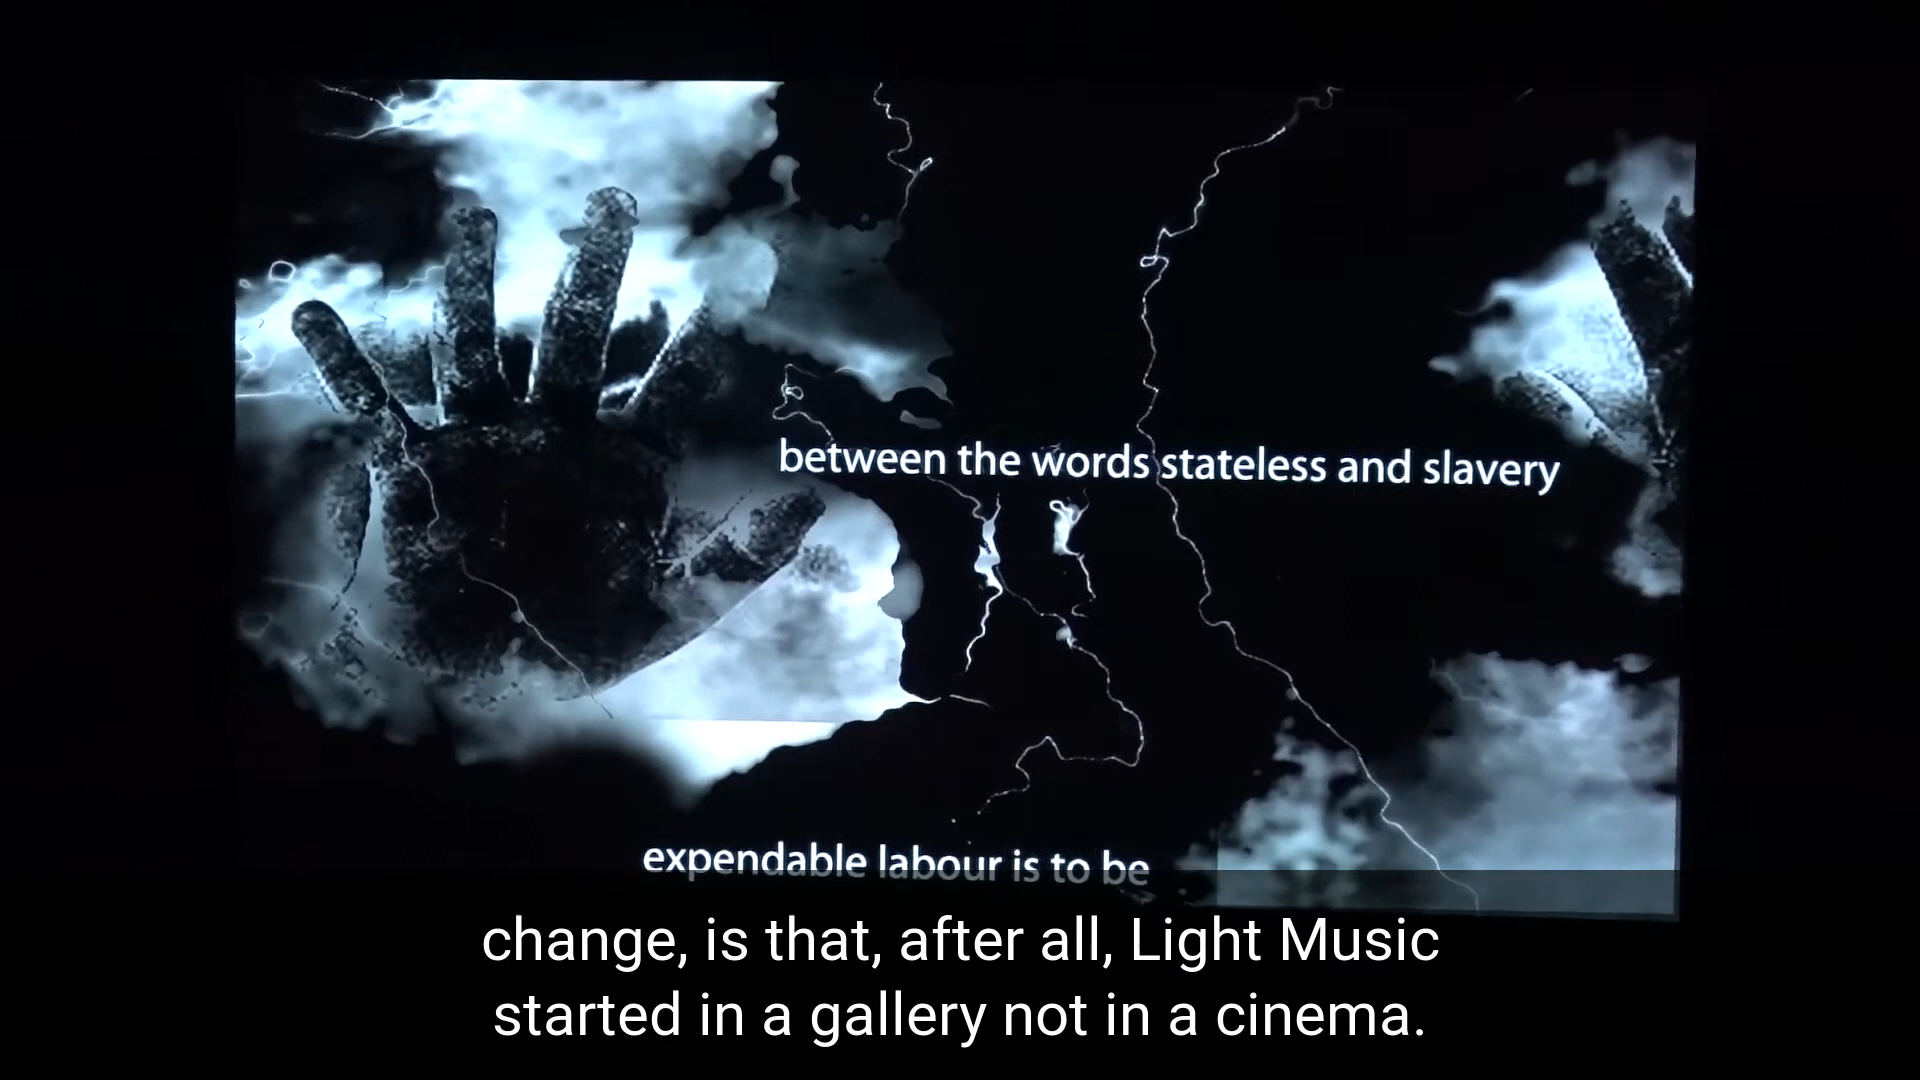 between the words stateless and slavery
expendable labour is to be
change, is that, after all, Light Music
started in a gallery not in a cinema.